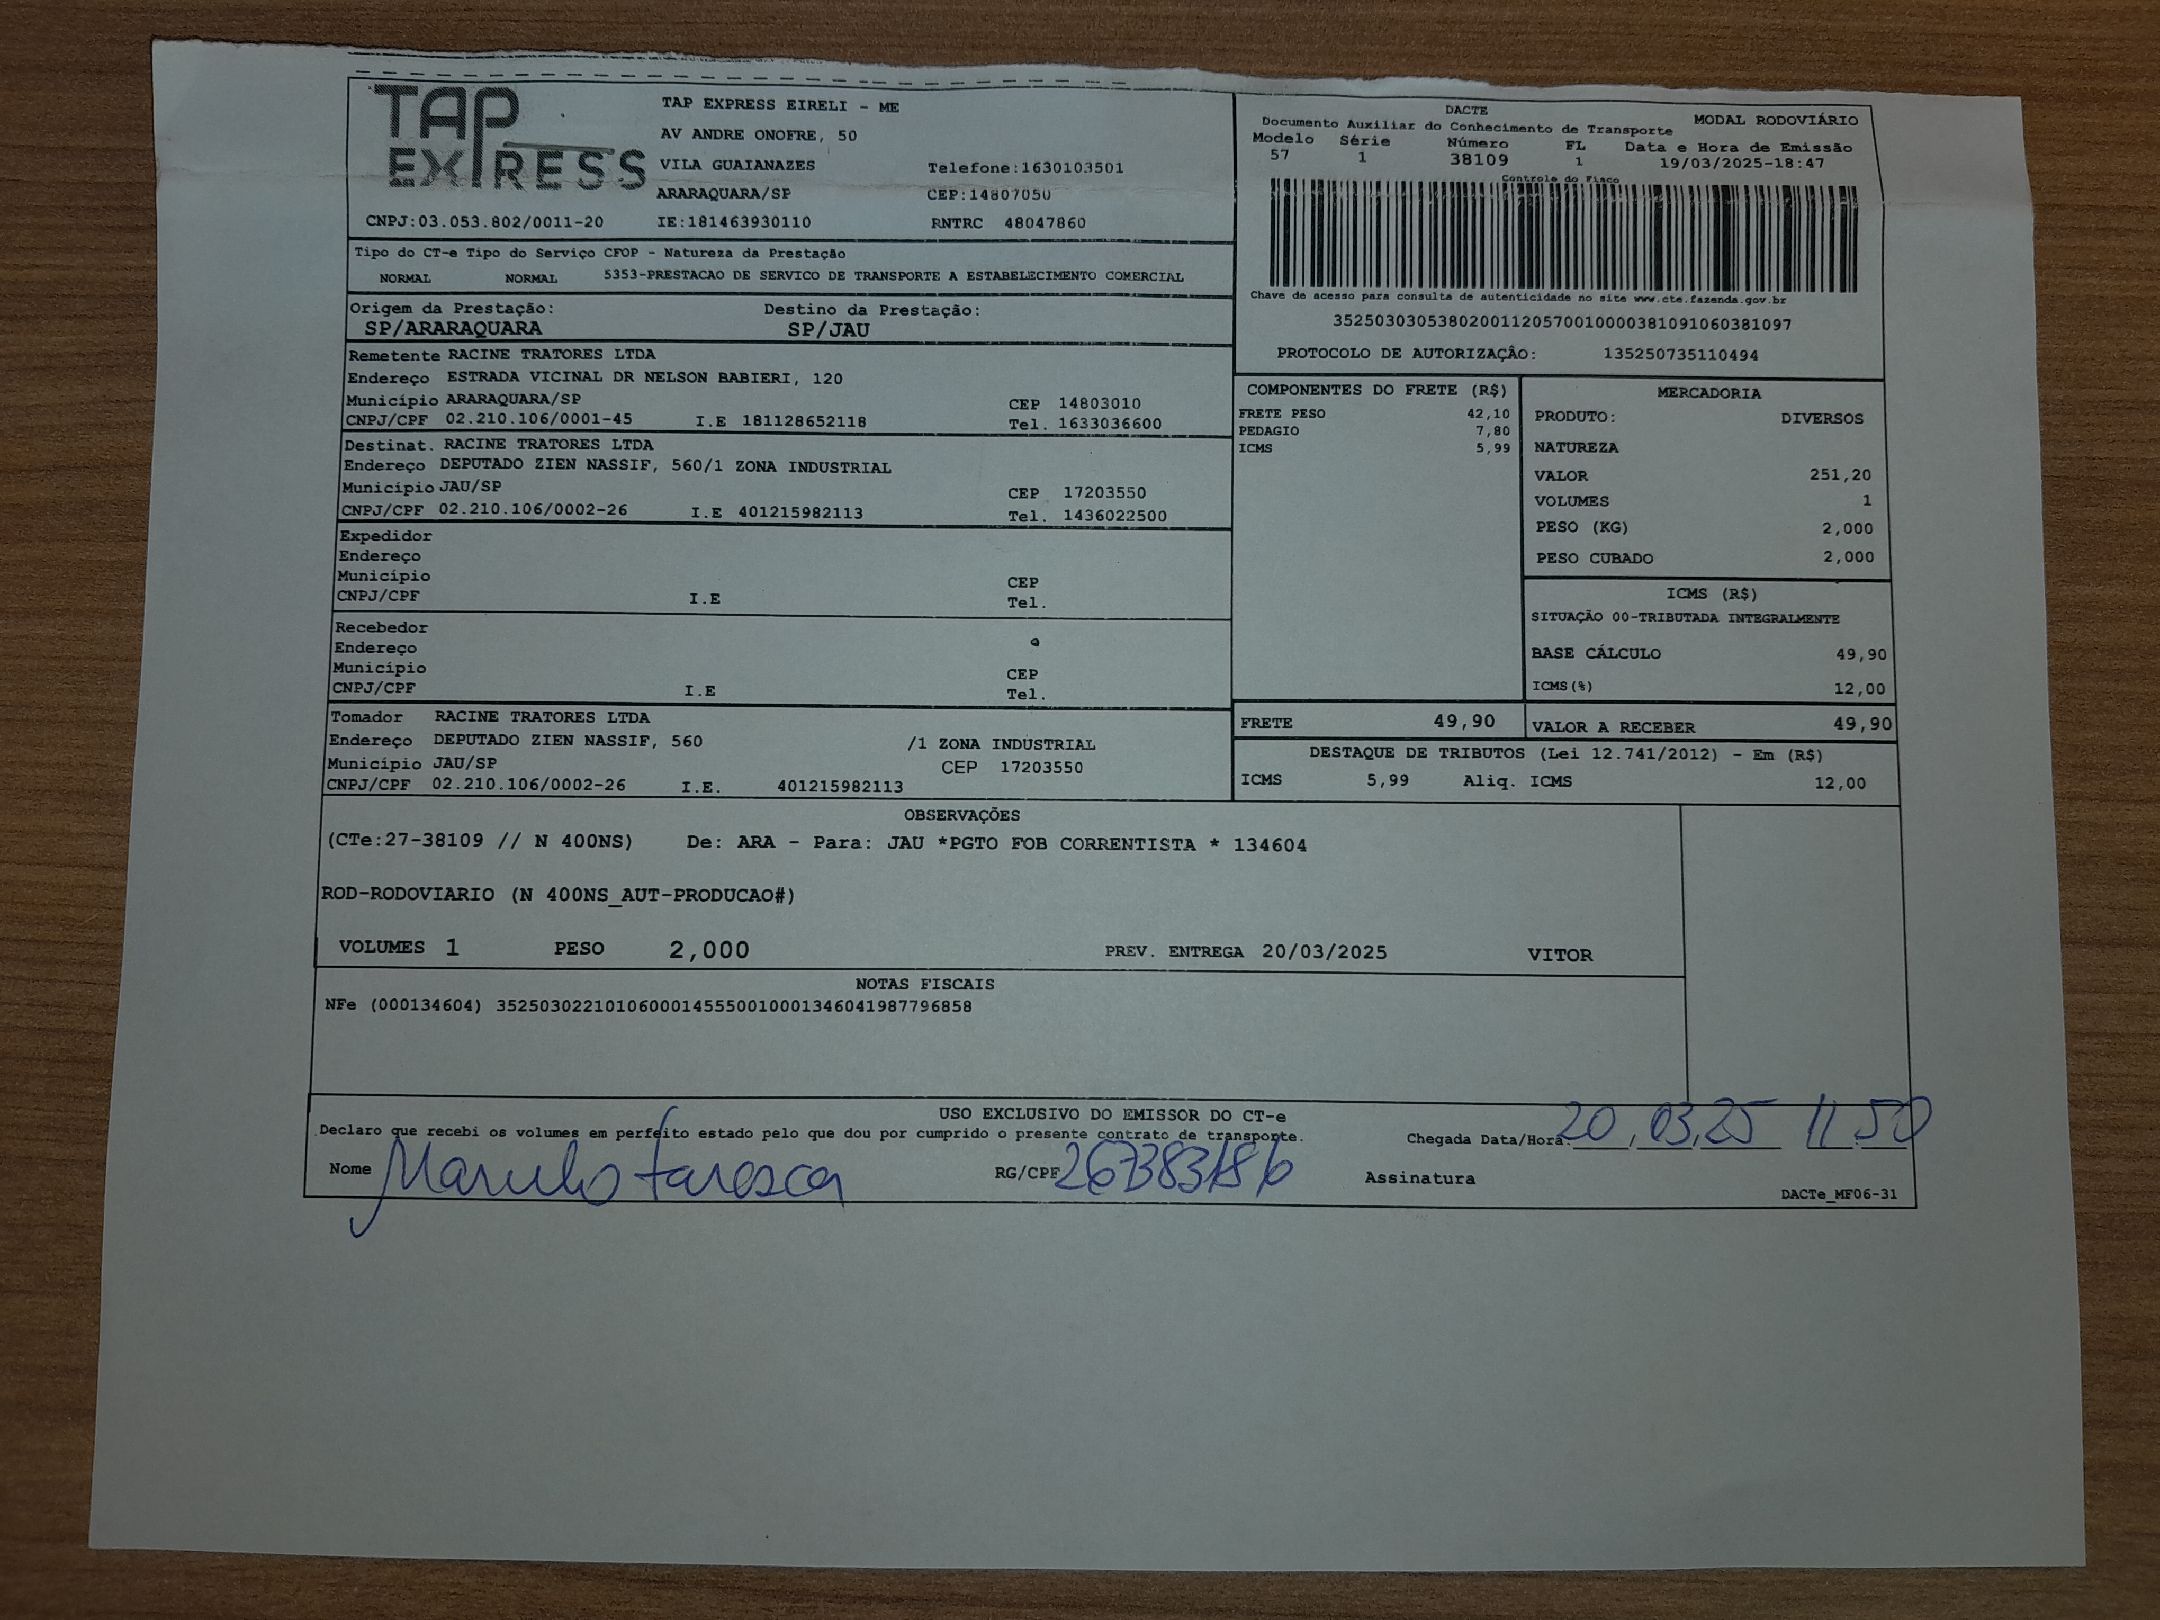 TAP EXPRESS
TAP EXPRESS EIRELI - ME
AV ANDRE ONOFRE, 50
VILA GUAIANAZES Telefone:1630103501
ARARAQUARA/SP CEP:14807050
CNPJ:03.053.802/0011-20 IE:181463930110 RNTRC 48047860
DACTE
Documento Auxiliar do Conhecimento de Transporte MODAL RODOVIÁRIO
Modelo Série Número FL Data e Hora de Emissão
57 1 38109 1 19/03/2025-18:47
Controle do Fisco
Chave de acesso para consulta de autenticidade no site www.cte.fazenda.gov.br
35250303053802001120570010000381091060381097
PROTOCOLO DE AUTORIZAÇÂO: 135250735110494
Tipo do CT-e Tipo do Serviço CFOP - Natureza da Prestação
NORMAL NORMAL 5353-PRESTACAO DE SERVICO DE TRANSPORTE A ESTABELECIMENTO COMERCIAL
Origem da Prestação: Destino da Prestação:
SP/ARARAQUARA SP/JAU
Remetente RACINE TRATORES LTDA
Endereço ESTRADA VICINAL DR NELSON BABIERI, 120
Município ARARAQUARA/SP CEP 14803010
CNPJ/CPF 02.210.106/0001-45 I.E 181128652118 Tel. 1633036600
Destinat. RACINE TRATORES LTDA
Endereço DEPUTADO ZIEN NASSIF, 560/1 ZONA INDUSTRIAL
Município JAU/SP CEP 17203550
CNPJ/CPF 02.210.106/0002-26 I.E 401215982113 Tel. 1436022500
Expedidor
Endereço
Município CEP
CNPJ/CPF I.E Tel.
Recebedor
Endereço
Município CEP
CNPJ/CPF I.E Tel.
Tomador RACINE TRATORES LTDA
Endereço DEPUTADO ZIEN NASSIF, 560 /1 ZONA INDUSTRIAL
Município JAU/SP CEP 17203550
CNPJ/CPF 02.210.106/0002-26 I.E. 401215982113
COMPONENTES DO FRETE (R$)
FRETE PESO 42,10
PEDAGIO 7,80
ICMS 5,99
MERCADORIA
PRODUTO: DIVERSOS
NATUREZA
VALOR 251,20
VOLUMES 1
PESO (KG) 2,000
PESO CUBADO 2,000
ICMS (R$)
SITUAÇÃO 00-TRIBUTADA INTEGRALMENTE
BASE CÁLCULO 49,90
ICMS(%) 12,00
FRETE 49,90 VALOR A RECEBER 49,90
DESTAQUE DE TRIBUTOS (Lei 12.741/2012) - Em (R$)
ICMS 5,99 Aliq. ICMS 12,00
OBSERVAÇÕES
(CTe:27-38109 // N 400NS) De: ARA - Para: JAU *PGTO FOB CORRENTISTA * 134604
ROD-RODOVIARIO (N 400NS_AUT-PRODUCAO#)
VOLUMES 1 PESO 2,000 PREV. ENTREGA 20/03/2025 VITOR
NOTAS FISCAIS
NFe (000134604) 35250302210106000145550010001346041987796858
USO EXCLUSIVO DO EMISSOR DO CT-e
Declaro que recebi os volumes em perfeito estado pelo que dou por cumprido o presente contrato de transporte. Chegada Data/Hora: 20.03.25 11 50
Nome RG/CPF Assinatura
DACTe_MF06-31